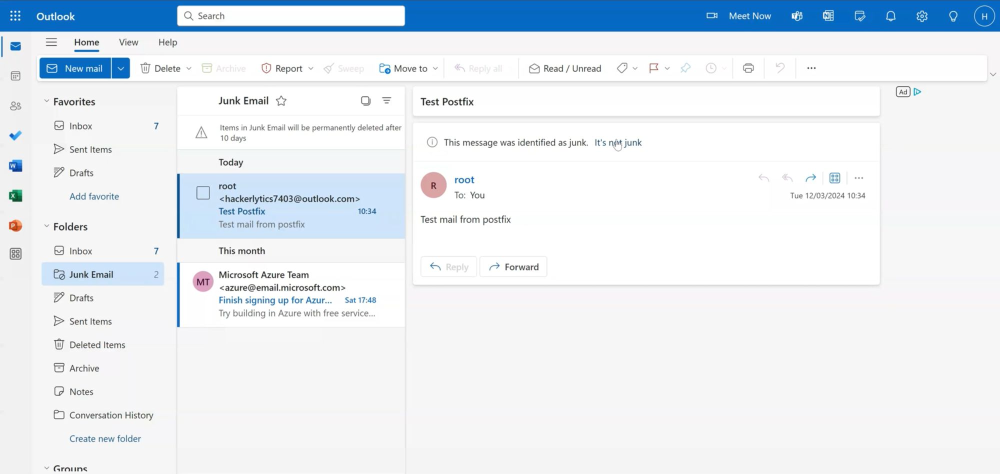 Outlook
Search
Meet Now
H
Home
View
Help
New mail
Delete
Archive
Report
Sweep
Move to
Reply all
Read / Unread
Favorites
Inbox 7
Sent Items
Drafts
Add favorite
Folders
Inbox 7
Junk Email 2
Drafts
Sent Items
Deleted Items
Archive
Notes
Conversation History
Create new folder
Groups
Junk Email
Items in Junk Email will be permanently deleted after
10 days
Today
root
<hackerlytics7403@outlook.com>
Test Postfix 10:34
Test mail from postfix
This month
MT
Microsoft Azure Team
<azure@email.microsoft.com>
Finish signing up for Azur... Sat 17:48
Try building in Azure with free service...
Test Postfix
This message was identified as junk. It's not junk
R
root
To: You
Tue 12/03/2024 10:34
Test mail from postfix
Reply
Forward
Ad
W
X
P
N
T